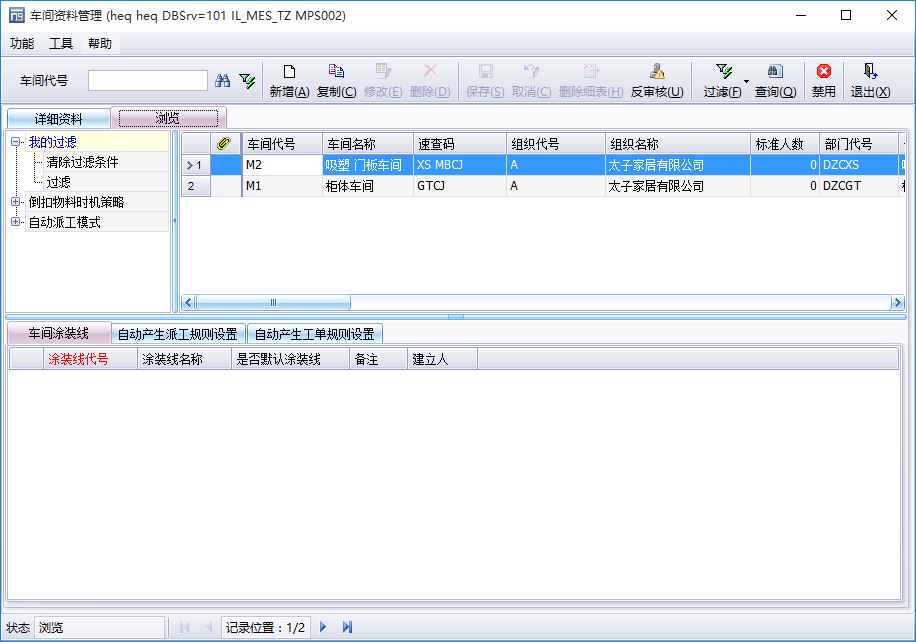 车间资料管理 (heq heq DBSrv=101 IL_MES_TZ MPS002)
功能 工具 帮助
车间代号 新增(A) 复制(C) 修改(E) 删除(D) 保存(S) 取消(C) 删除细表(H) 反审核(U) 过滤(F) 查询(Q) 禁用 退出(X)
详细资料 浏览
我的过滤
清除过滤条件
过滤
倒扣物料时机策略
自动派工模式
车间代号 车间名称 速查码 组织代号 组织名称 标准人数 部门代号
1 M2 吸塑 门板车间 XS MBCJ A 太子家居有限公司 0 DZCXS
2 M1 柜体车间 GTCJ A 太子家居有限公司 0 DZCGT
车间涂装线 自动产生派工规则设置 自动产生工单规则设置
涂装线代号 涂装线名称 是否默认涂装线 备注 建立人
状态 浏览 记录位置：1/2